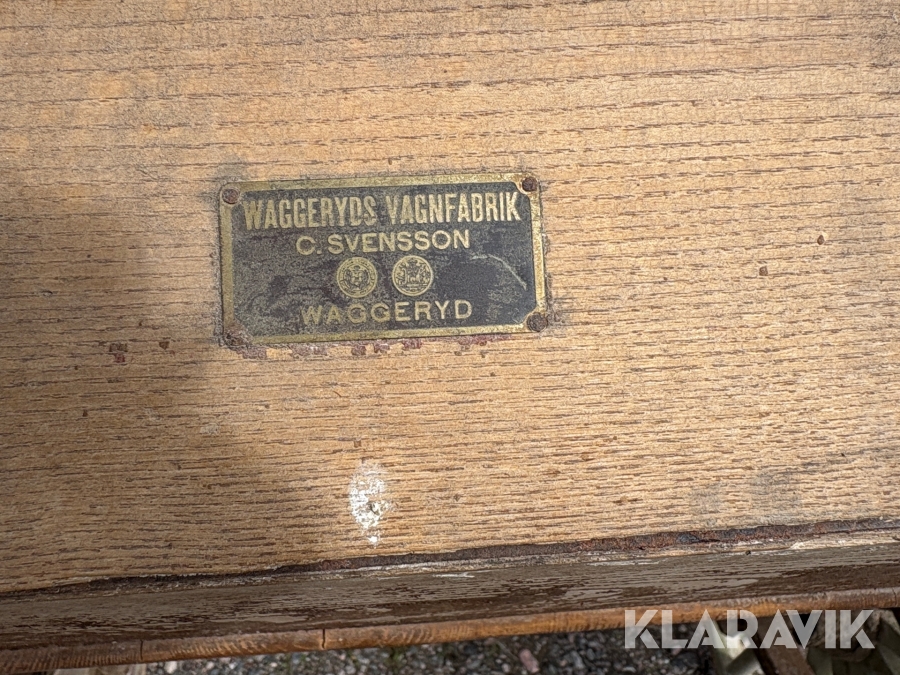 WAGGERYDS VAGNFABRIK
C. SVENSSON
WAGGERYD
KLARAVIK